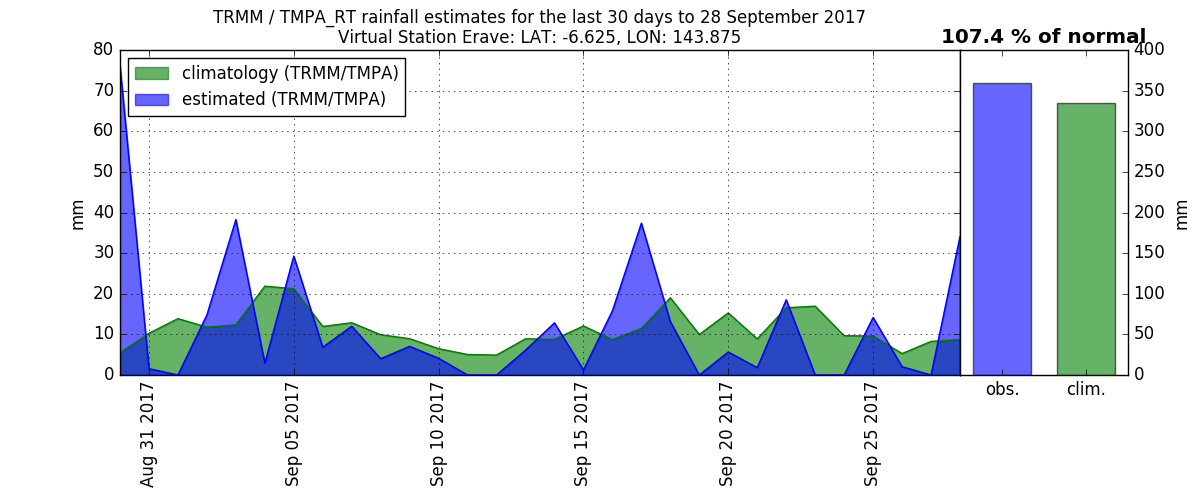 TRMM / TMPA_RT rainfall estimates for the last 30 days to 28 September 2017
Virtual Station Erave: LAT: -6.625, LON: 143.875
107.4 % of normal
climatology (TRMM/TMPA)
estimated (TRMM/TMPA)
mm
80
70
60
50
40
30
20
10
0
Aug 31 2017
Sep 05 2017
Sep 10 2017
Sep 15 2017
Sep 20 2017
Sep 25 2017
obs.
clim.
400
350
300
250
200
150
100
50
0
mm